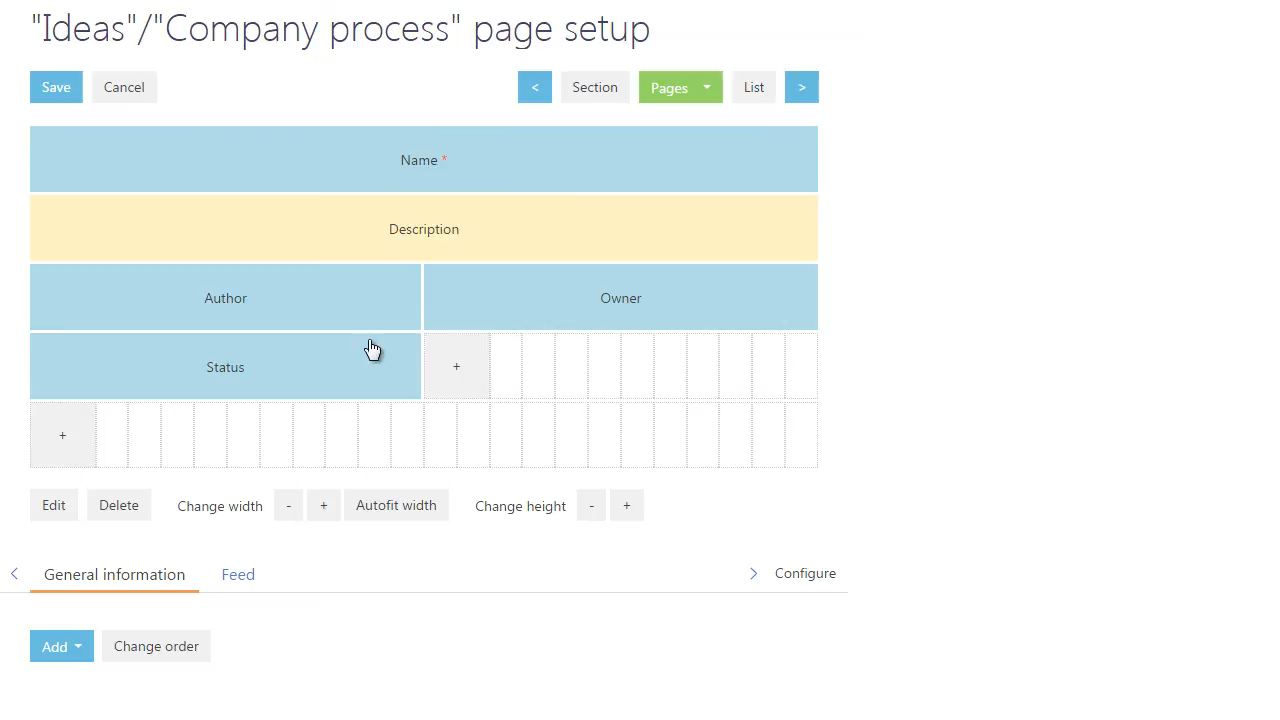 "Ideas"/"Company process" page setup
Save Cancel < Section Pages List >
Name *
Description
Author Owner
Status +
+
Edit Delete Change width - + Autofit width Change height - +
General information Feed Configure
Add Change order